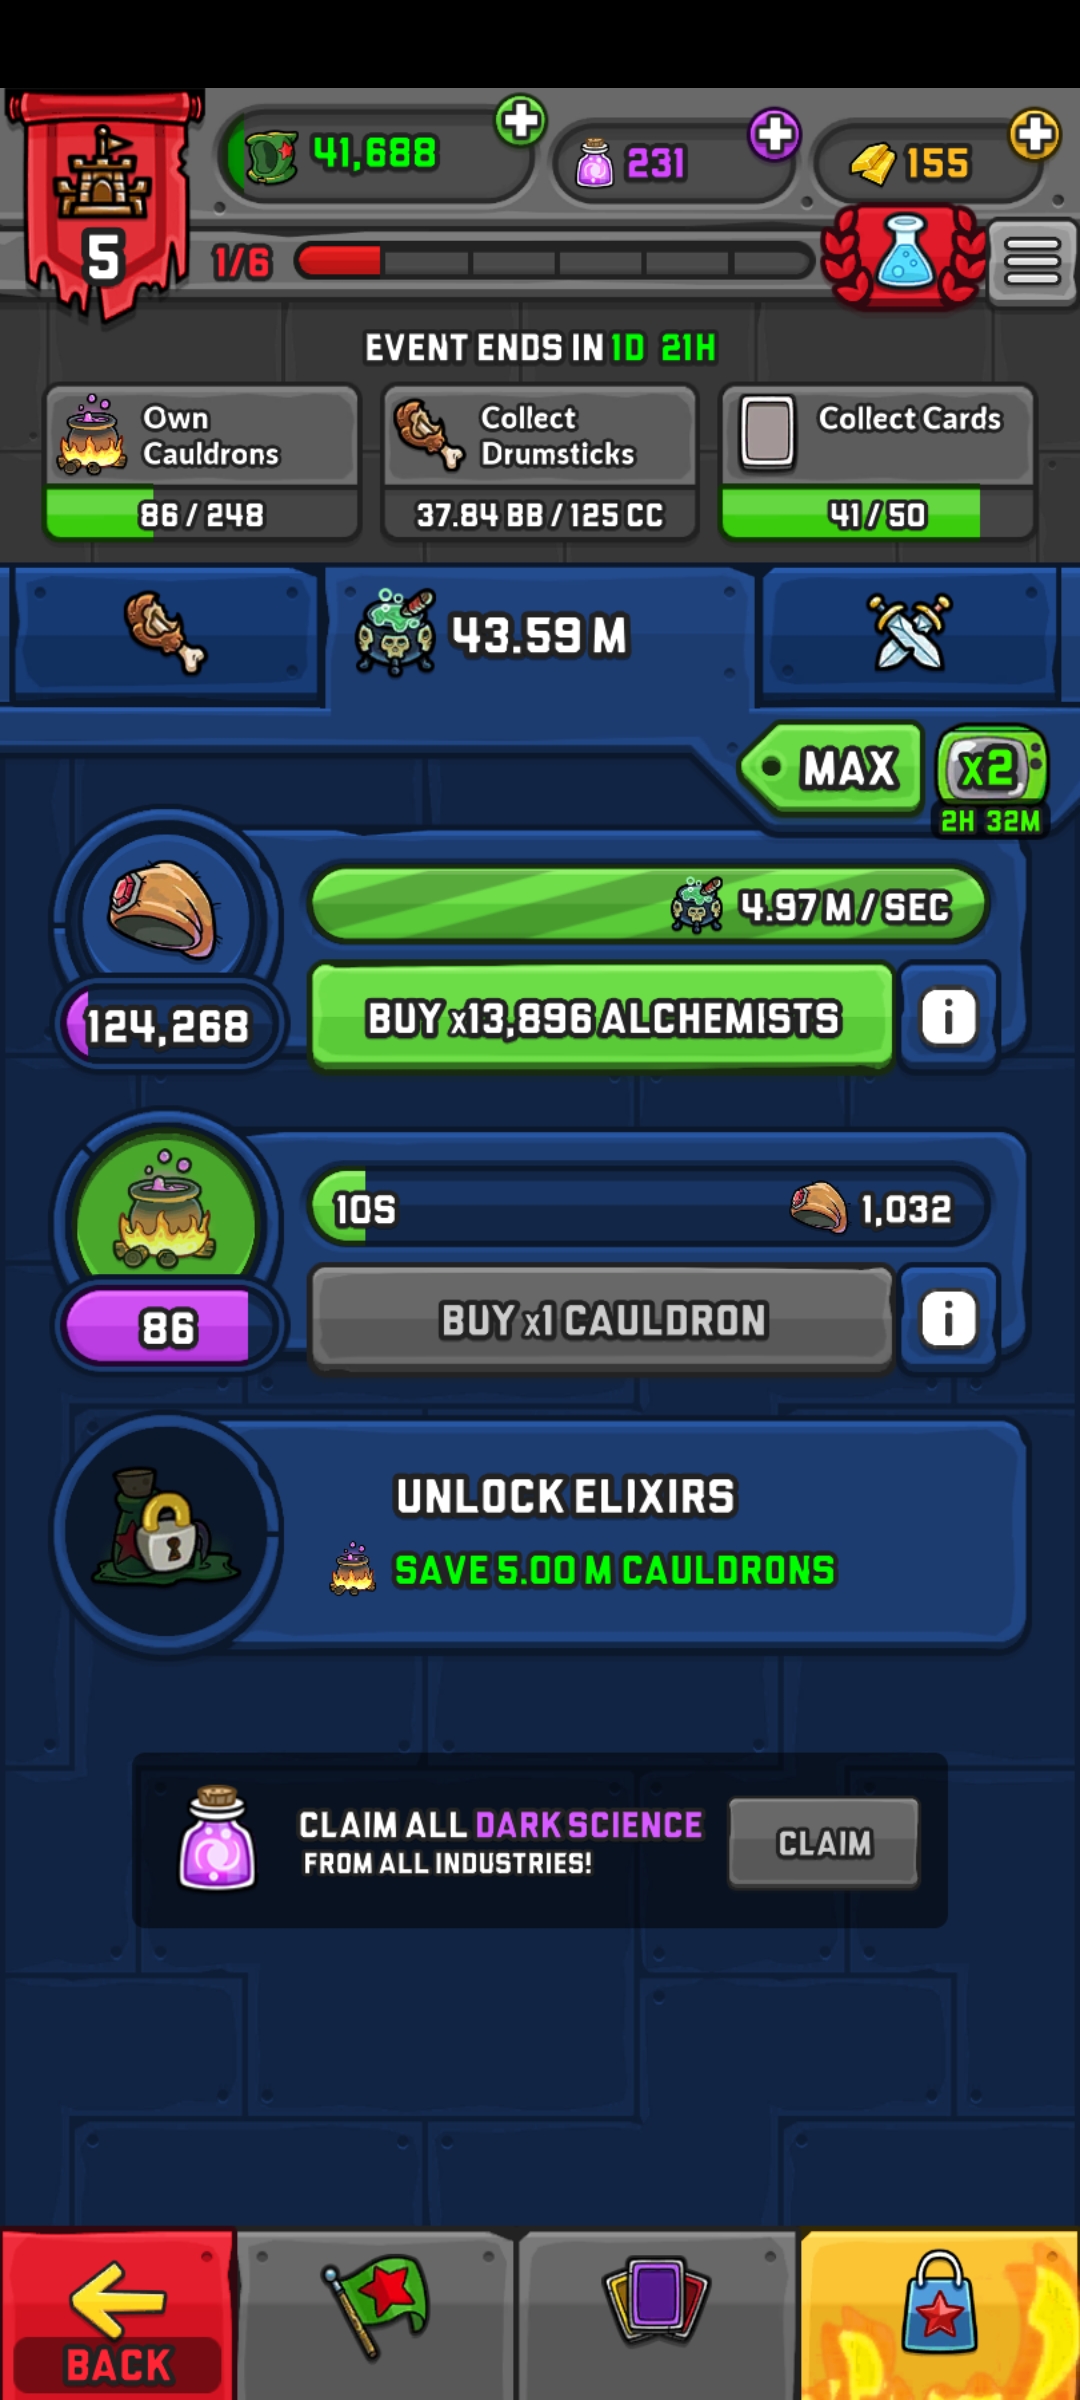 41,688
231
155
5
1/6
EVENT ENDS IN 1D 21H
Own
Cauldrons
86 / 248
Collect
Drumsticks
37.84 BB / 125 CC
Collect Cards
41 / 50
43.59 M
MAX
x2
2H 32M
4.97 M / SEC
124,268
BUY x13,896 ALCHEMISTS
i
10S
1,032
86
BUY x1 CAULDRON
i
UNLOCK ELIXIRS
SAVE 5.00 M CAULDRONS
CLAIM ALL DARK SCIENCE
FROM ALL INDUSTRIES!
CLAIM
BACK